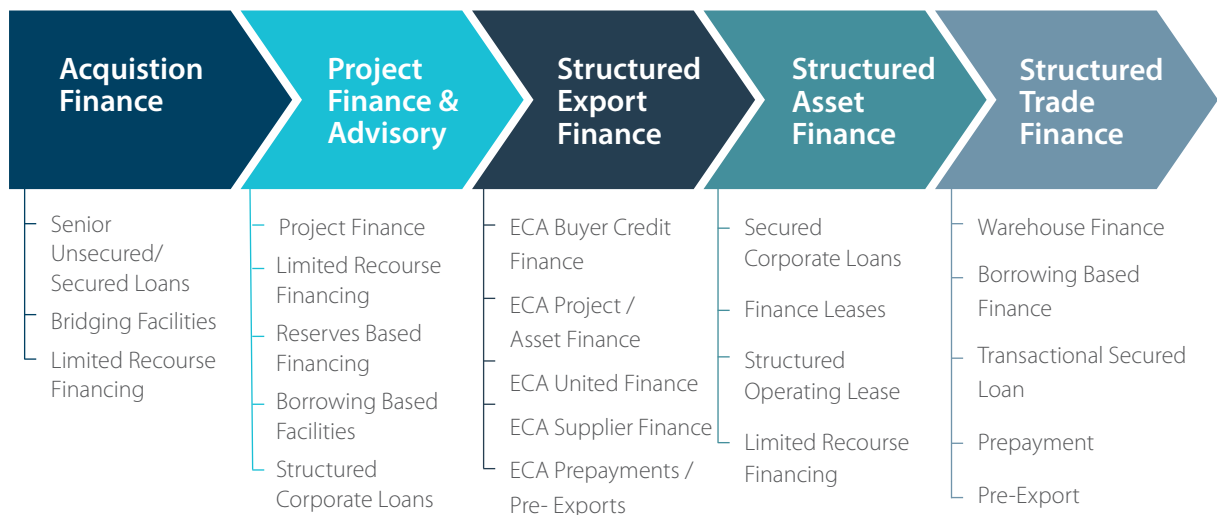 Acquistion
Finance
Project
Finance &
Advisory
Structured
Export
Finance
Structured
Asset
Finance
Structured
Trade
Finance
Senior
Unsecured/
Secured Loans
Bridging Facilities
Limited Recourse
Financing
Project Finance
Limited Recourse
Financing
Reserves Based
Financing
Borrowing Based
Facilities
Structured
Corporate Loans
ECA Buyer Credit
Finance
ECA Project /
Asset Finance
ECA United Finance
ECA Supplier Finance
ECA Prepayments /
Pre- Exports
Secured
Corporate Loans
Finance Leases
Structured
Operating Lease
Limited Recourse
Financing
Warehouse Finance
Borrowing Based
Finance
Transactional Secured
Loan
Prepayment
Pre-Export